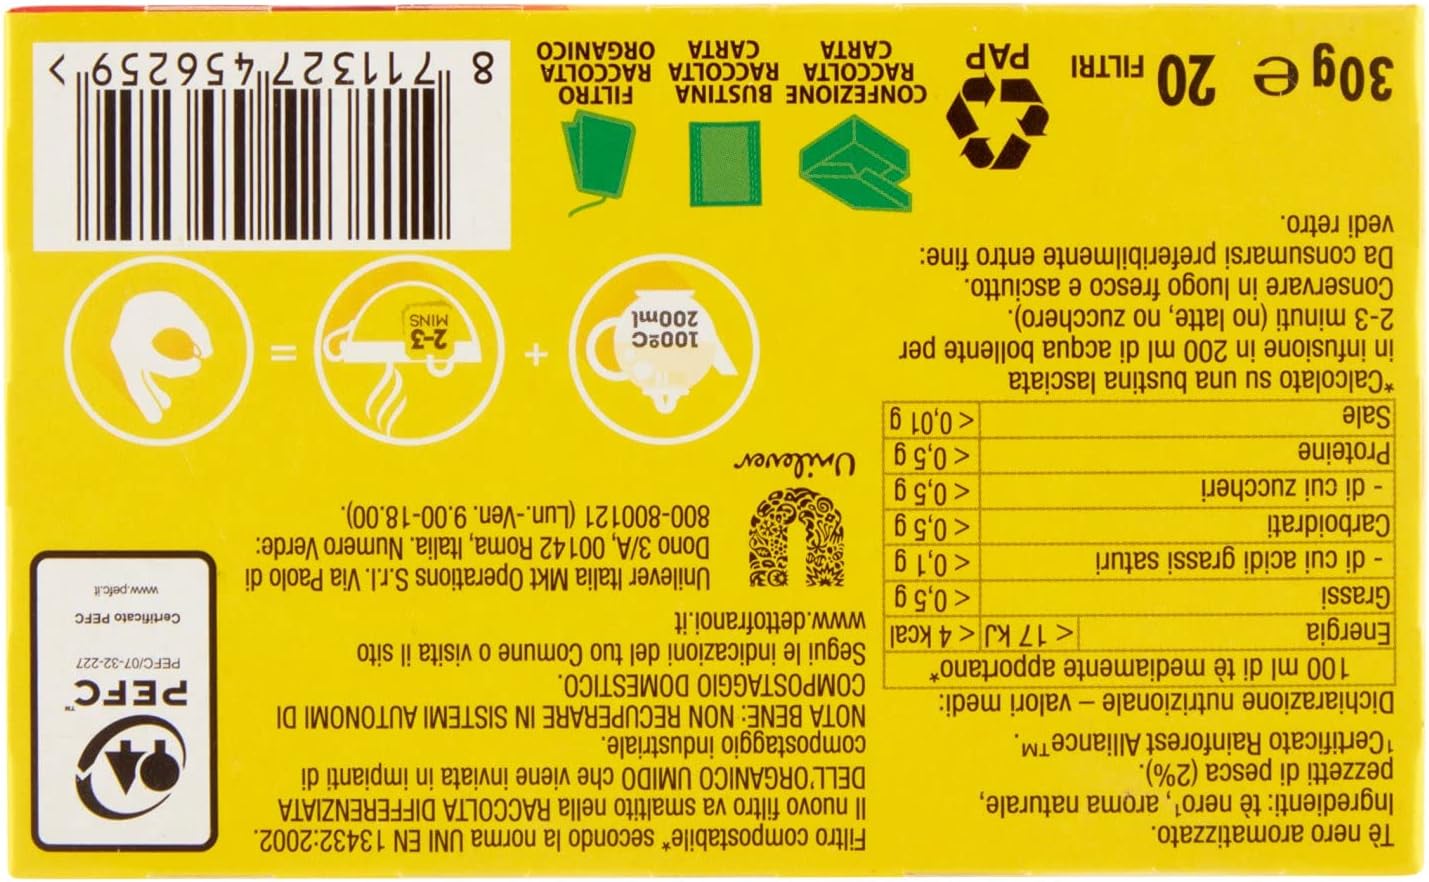 Tè nero aromatizzato.
Ingredienti: tè nero¹, aroma naturale,
pezzetti di pesca (2%).
¹Certificato Rainforest Alliance™.
Dichiarazione nutrizionale – valori medi:
100 ml di tè mediamente apportano*
Energia < 17 kJ < 4 kcal
Grassi < 0,5 g
- di cui acidi grassi saturi < 0,1 g
Carboidrati < 0,5 g
- di cui zuccheri < 0,5 g
Proteine < 0,5 g
Sale < 0,01 g
*Calcolato su una bustina lasciata
in infusione in 200 ml di acqua bollente per
2-3 minuti (no latte, no zucchero).
Conservare in luogo fresco e asciutto.
Da consumarsi preferibilmente entro fine:
vedi retro.
30g e 20 FILTRI
PAP
Filtro compostabile* secondo la norma UNI EN 13432:2002.
Il nuovo filtro va smaltito nella RACCOLTA DIFFERENZIATA
DELL'ORGANICO UMIDO che viene inviata in impianti di
compostaggio industriale.
NOTA BENE: NON RECUPERARE IN SISTEMI AUTONOMI DI
COMPOSTAGGIO DOMESTICO.
Segui le indicazioni del tuo Comune o visita il sito
www.dettofranoi.it
Unilever
Unilever Italia Mkt Operations S.r.l. Via Paolo di
Dono 3/A, 00142 Roma, Italia. Numero Verde:
800-800121 (Lun.-Ven. 9.00-18.00).
PEFC™
PEFC/07-32-227
Certificato PEFC
www.pefc.it
100ºC
200ml
+
2-3
MINS
=
CONFEZIONE
RACCOLTA
CARTA
BUSTINA
RACCOLTA
CARTA
FILTRO
RACCOLTA
ORGANICO
8 711327 456259 >